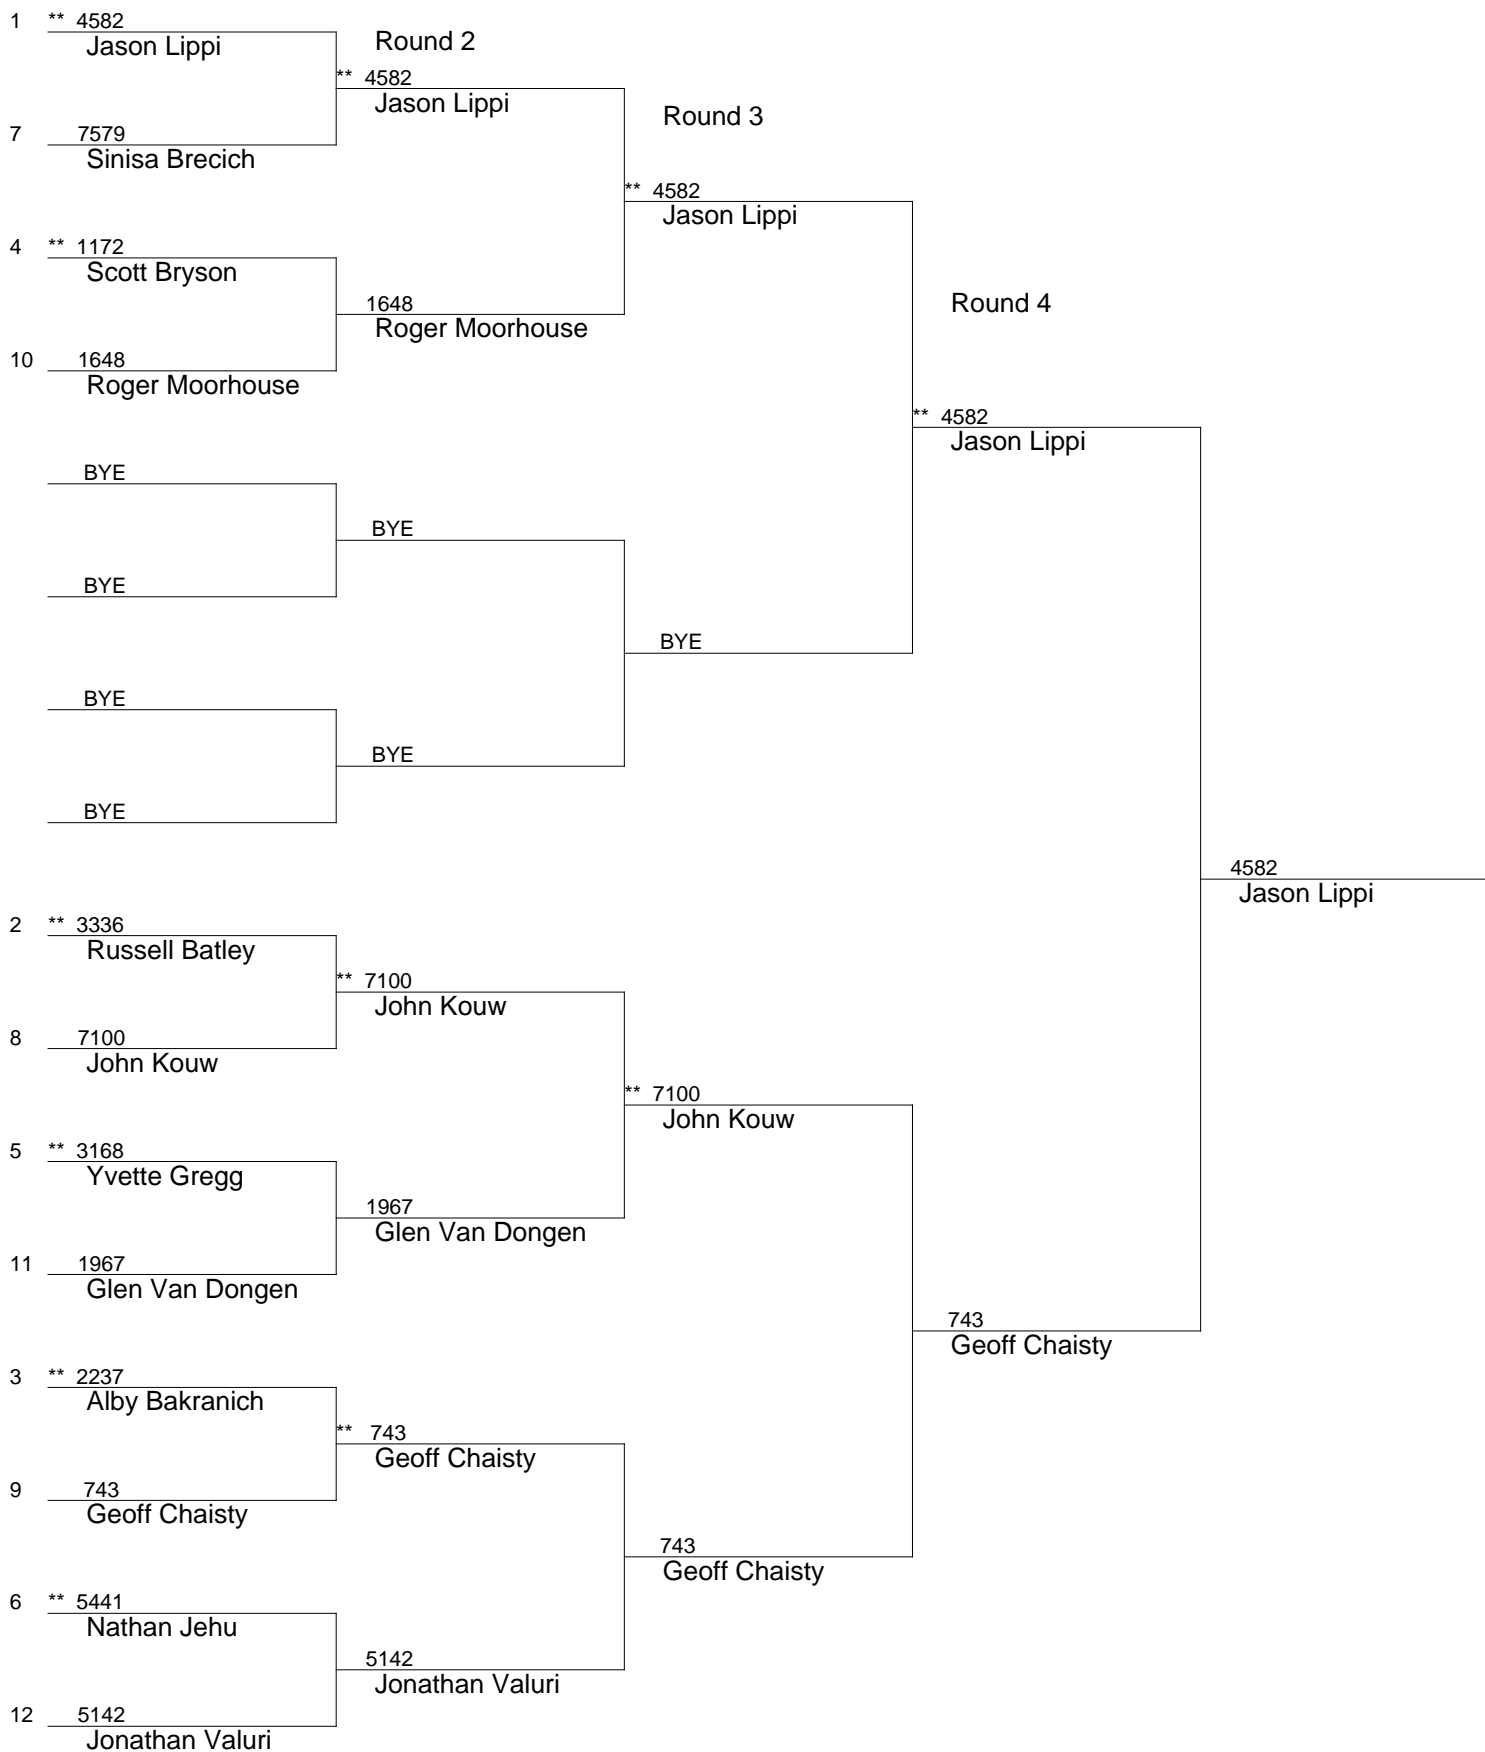 1 ** 4582
Jason Lippi
Round 2
** 4582
Jason Lippi
Round 3
7 7579
Sinisa Brecich
** 4582
Jason Lippi
4 ** 1172
Scott Bryson
1648
Roger Moorhouse
Round 4
10 1648
Roger Moorhouse
** 4582
Jason Lippi
BYE
BYE
BYE
BYE
BYE
BYE
BYE
4582
Jason Lippi
2 ** 3336
Russell Batley
** 7100
John Kouw
8 7100
John Kouw
** 7100
John Kouw
5 ** 3168
Yvette Gregg
1967
Glen Van Dongen
11 1967
Glen Van Dongen
743
Geoff Chaisty
3 ** 2237
Alby Bakranich
** 743
Geoff Chaisty
9 743
Geoff Chaisty
743
Geoff Chaisty
6 ** 5441
Nathan Jehu
5142
Jonathan Valuri
12 5142
Jonathan Valuri